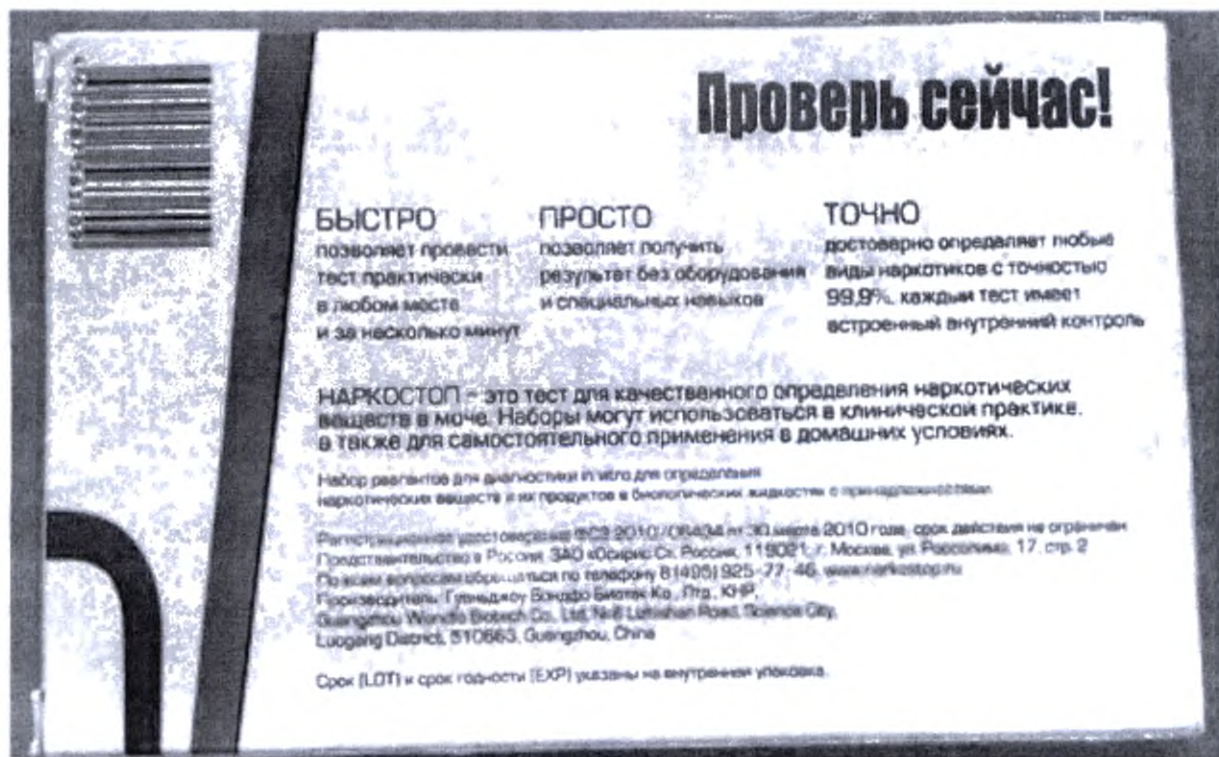 Проверь сейчас!
БЫСТРО
позволяет провести
тест практически
в любом месте
и за несколько минут
ПРОСТО
позволяет получить
результат без оборудования
и специальных навыков
ТОЧНО
достоверно определяет любые
виды наркотиков с точностью
99,9%, каждый тест имеет
встроенный внутренний контроль
НАРКОСТОП – это тест для качественного определения наркотических
веществ в моче. Наборы могут использоваться в клинической практике,
а также для самостоятельного применения в домашних условиях.
Набор реагентов для диагностики in vitro для определения
наркотических веществ и их продуктов в биологических жидкостях с принадлежностями
Регистрационное удостоверение ФСЗ 2010/ от 30 марта 2010 года, срок действия не ограничен
Представительство в России: ЗАО «Осирис С», Россия, 119021, г. Москва, ул. Россолимо, 17, стр. 2
По всем вопросам обращаться по телефону 8(495) 925-77-46, www.narkostop.ru
Производитель: Гуанчжоу Вондфо Биотек Ко., Лтд., КНР,
Guangzhou Wondfo Biotech Co., Ltd. No.8 Lizhishan Road, Science City,
Luogang District, 510663, Guangzhou, China
Срок (LOT) и срок годности (EXP) указаны на внутренней упаковке.